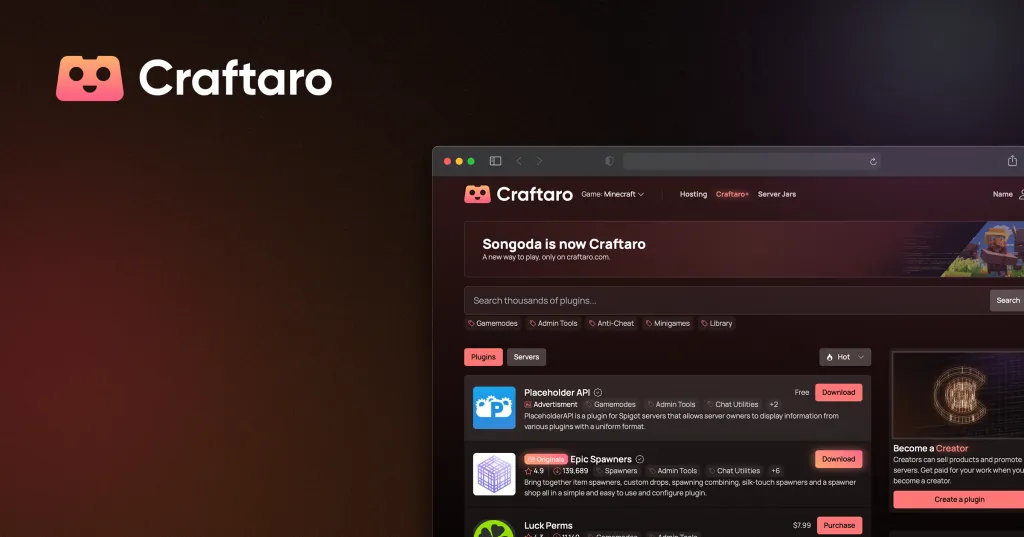 Craftaro
Craftaro
Game: Minecraft
Hosting
Craftaro+
Server Jars
Name
Songoda is now Craftaro
A new way to play, only on craftaro.com.
Search thousands of plugins...
Search
Gamemodes
Admin Tools
Anti-Cheat
Minigames
Library
Plugins
Servers
Hot
Placeholder API
Free
Download
Advertisment
Gamemodes
Admin Tools
Chat Utilities
+2
PlaceholderAPI is a plugin for Spigot servers that allows server owners to display information from
various plugins with a uniform format.
Originals
Epic Spawners
Download
4.9
139,689
Spawners
Admin Tools
Chat Utilities
+6
Bring together item spawners, custom drops, spawning combining, silk-touch spawners and a spawner
shop all in a simple and easy to use and configure plugin.
Luck Perms
$7.99
Purchase
Gamemodes
Admin Tools
Become a Creator
Creators can sell products and promote
servers. Get paid for your work when you
become a creator.
Create a plugin